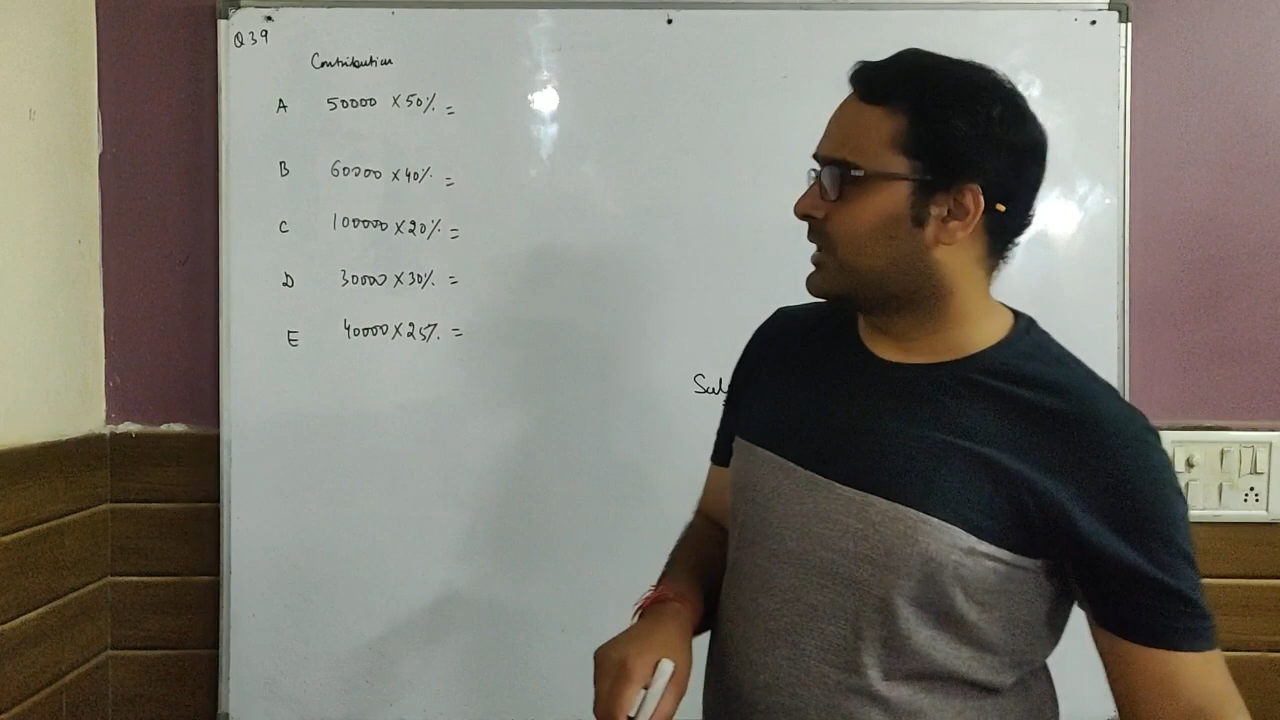 Q39
Contribution
A 50000 × 50% =
B 60000 × 40% =
C 100000 × 20% =
D 30000 × 30% =
E 40000 × 25% =